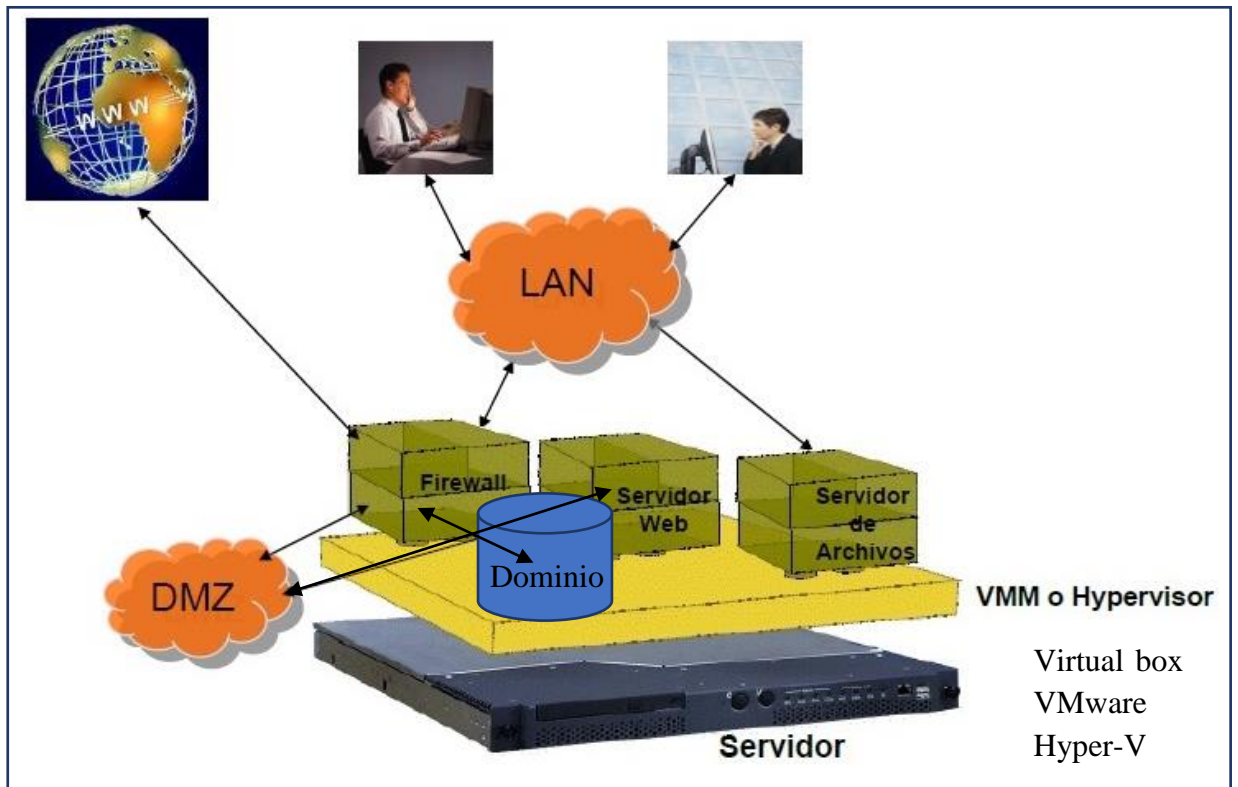 WWW
LAN
Firewall
Servidor
Web
Servidor
de
Archivos
Dominio
DMZ
VMM o Hypervisor
Virtual box
VMware
Hyper-V
Servidor